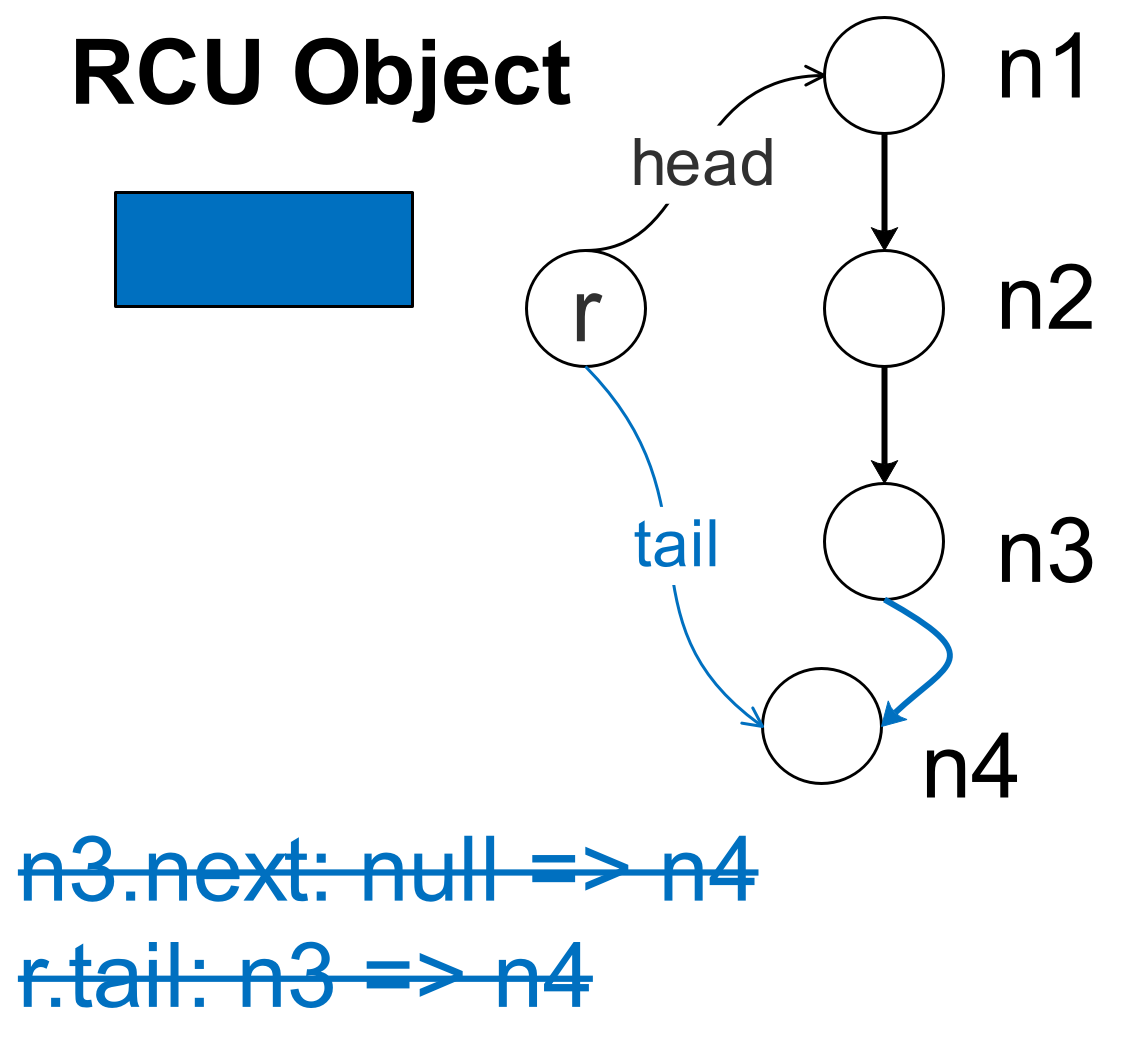 RCU Object
n1
head
n2
r
tail
n3
n4
n3.next: null => n4
r.tail: n3 => n4